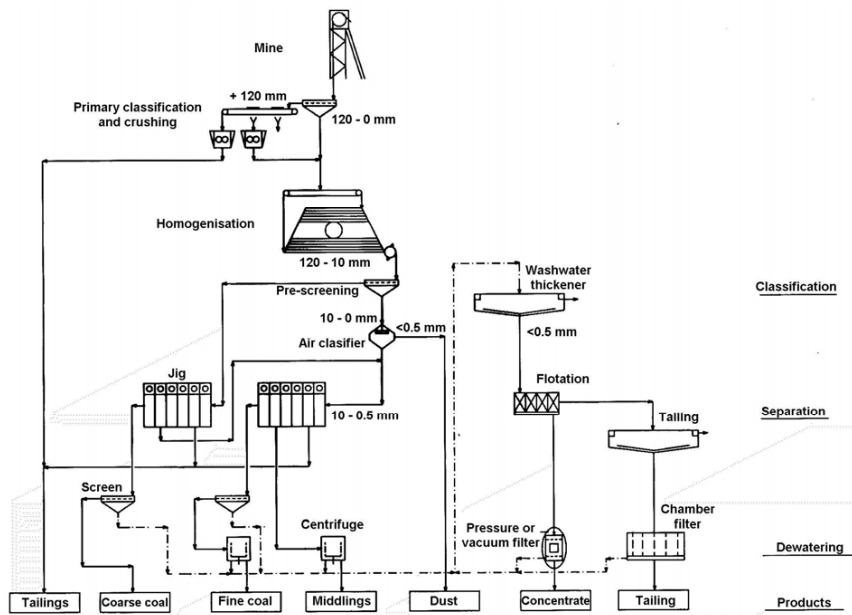 Mine
+ 120 mm
Primary classification
and crushing
120 - 0 mm
Homogenisation
120 - 10 mm
Pre-screening
Washwater
thickener
Classification
10 - 0 mm
<0.5 mm
<0.5 mm
Air clasifier
Jig
Flotation
10 - 0.5 mm
Tailing
Separation
Screen
Centrifuge
Pressure or
vacuum filter
Chamber
filter
Dewatering
Tailings
Coarse coal
Fine coal
Middlings
Dust
Concentrate
Tailing
Products